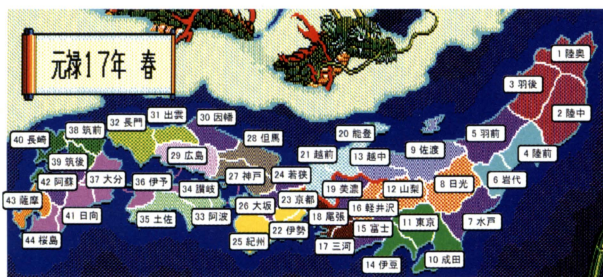 元禄17年 春
1 陸奥
3 羽後
2 陸中
5 羽前
4 陸前
20 能登
9 佐渡
21 越前
13 越中
8 日光
6 岩代
7 水戸
31 出雲
30 因幡
32 長門
28 但馬
38 筑前
40 長崎
29 広島
27 神戸
24 若狭
19 美濃
12 山梨
39 筑後
42 阿蘇
37 大分
36 伊予
34 讃岐
26 大坂
23 京都
16 軽井沢
18 尾張
11 東京
43 薩摩
41 日向
35 土佐
33 阿波
22 伊勢
15 富士
25 紀州
17 三河
44 桜島
14 伊豆
10 成田